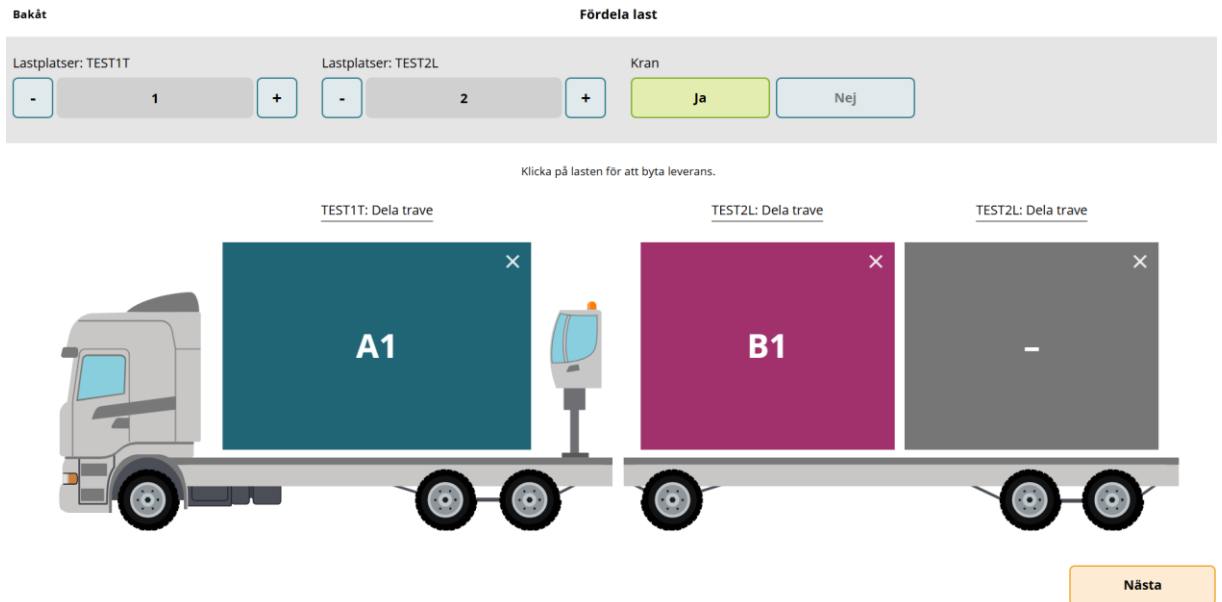 Bakåt
Fördela last
Lastplatser: TEST1T
Lastplatser: TEST2L
Kran
- 1 +
- 2 +
Ja
Nej
Klicka på lasten för att byta leverans.
TEST1T: Dela trave
TEST2L: Dela trave
TEST2L: Dela trave
A1
B1
–
Nästa